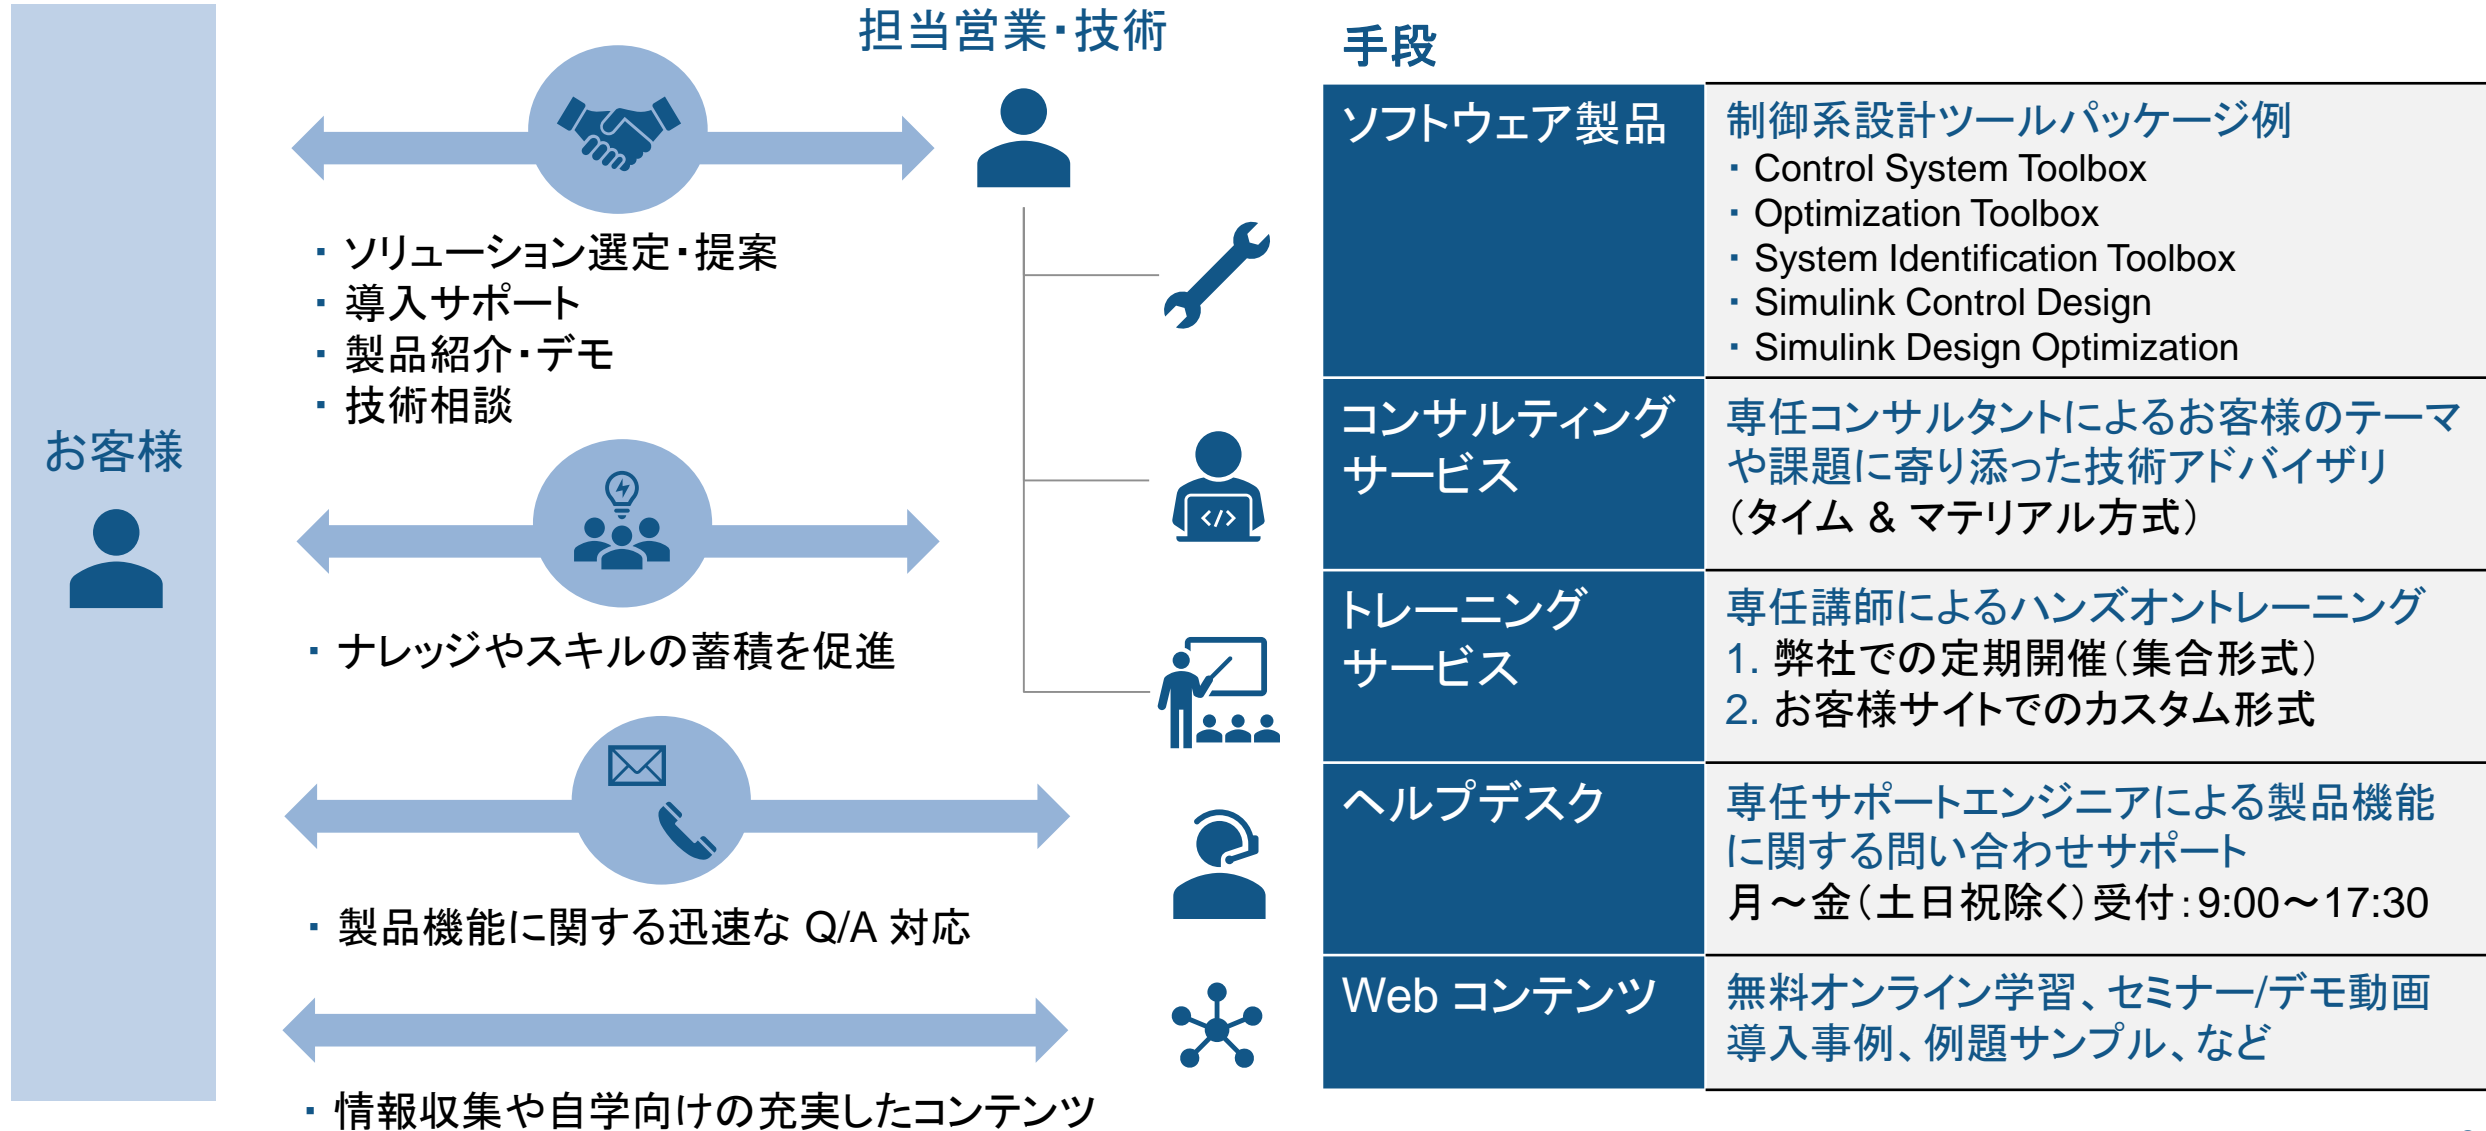 お客様
担当営業・技術
・ソリューション選定・提案
・導入サポート
・製品紹介・デモ
・技術相談
・ナレッジやスキルの蓄積を促進
・製品機能に関する迅速な Q/A 対応
・情報収集や自学向けの充実したコンテンツ
手段
ソフトウェア製品
制御系設計ツールパッケージ例
・Control System Toolbox
・Optimization Toolbox
・System Identification Toolbox
・Simulink Control Design
・Simulink Design Optimization
コンサルティング
サービス
専任コンサルタントによるお客様のテーマ
や課題に寄り添った技術アドバイザリ
（タイム & マテリアル方式）
トレーニング
サービス
専任講師によるハンズオントレーニング
1. 弊社での定期開催（集合形式）
2. お客様サイトでのカスタム形式
ヘルプデスク
専任サポートエンジニアによる製品機能
に関する問い合わせサポート
月～金（土日祝除く）受付：9:00～17:30
Web コンテンツ
無料オンライン学習、セミナー/デモ動画
導入事例、例題サンプル、など